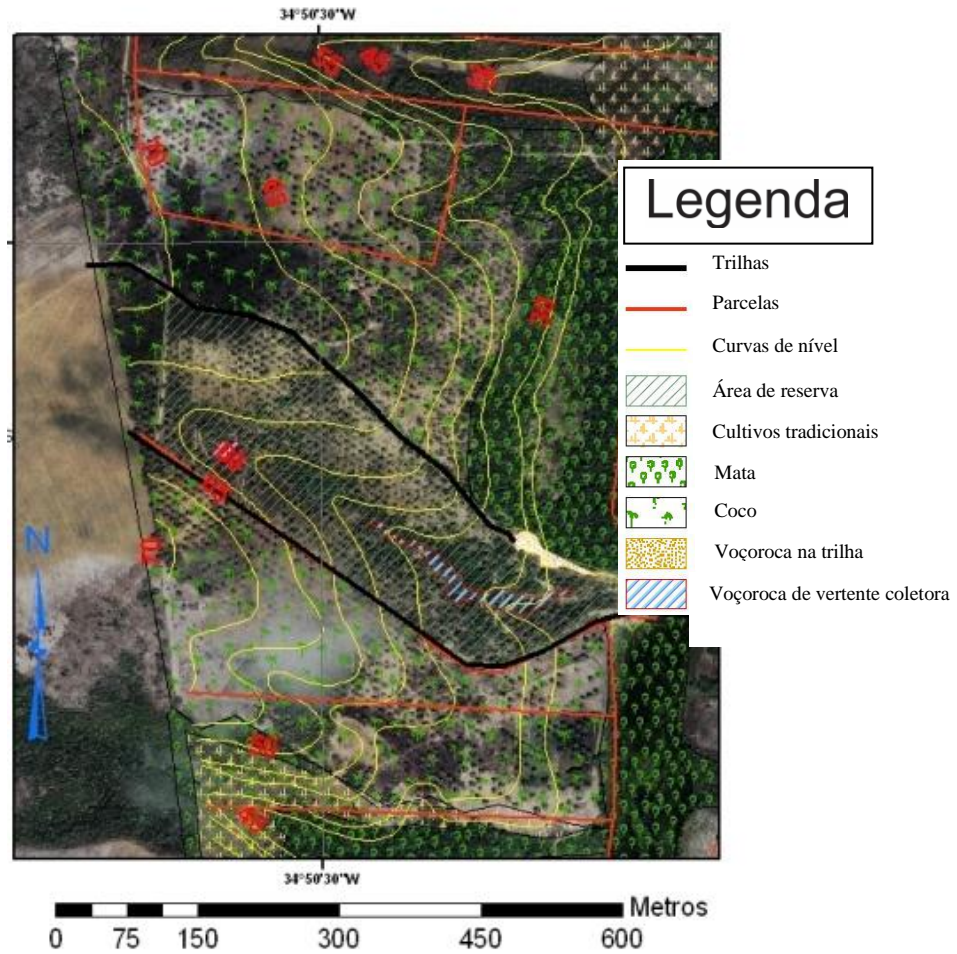 34°50'30"W
Legenda
Trilhas
Parcelas
Curvas de nível
Área de reserva
Cultivos tradicionais
Mata
Coco
Voçoroca na trilha
Voçoroca de vertente coletora
N
34°50'30"W
Metros
0 75 150 300 450 600